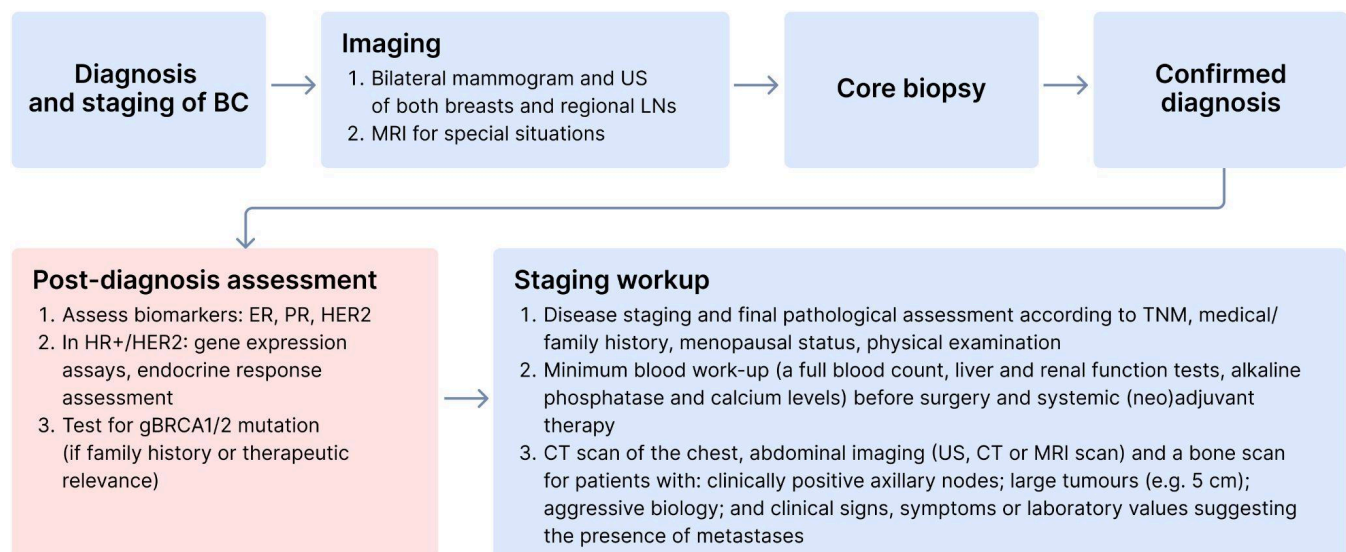 Diagnosis
and staging of BC
Imaging
1. Bilateral mammogram and US
of both breasts and regional LNs
2. MRI for special situations
Core biopsy
Confirmed
diagnosis
Post-diagnosis assessment
1. Assess biomarkers: ER, PR, HER2
2. In HR+/HER2: gene expression
assays, endocrine response
assessment
3. Test for gBRCA1/2 mutation
(if family history or therapeutic
relevance)
Staging workup
1. Disease staging and final pathological assessment according to TNM, medical/
family history, menopausal status, physical examination
2. Minimum blood work-up (a full blood count, liver and renal function tests, alkaline
phosphatase and calcium levels) before surgery and systemic (neo)adjuvant
therapy
3. CT scan of the chest, abdominal imaging (US, CT or MRI scan) and a bone scan
for patients with: clinically positive axillary nodes; large tumours (e.g. 5 cm);
aggressive biology; and clinical signs, symptoms or laboratory values suggesting
the presence of metastases